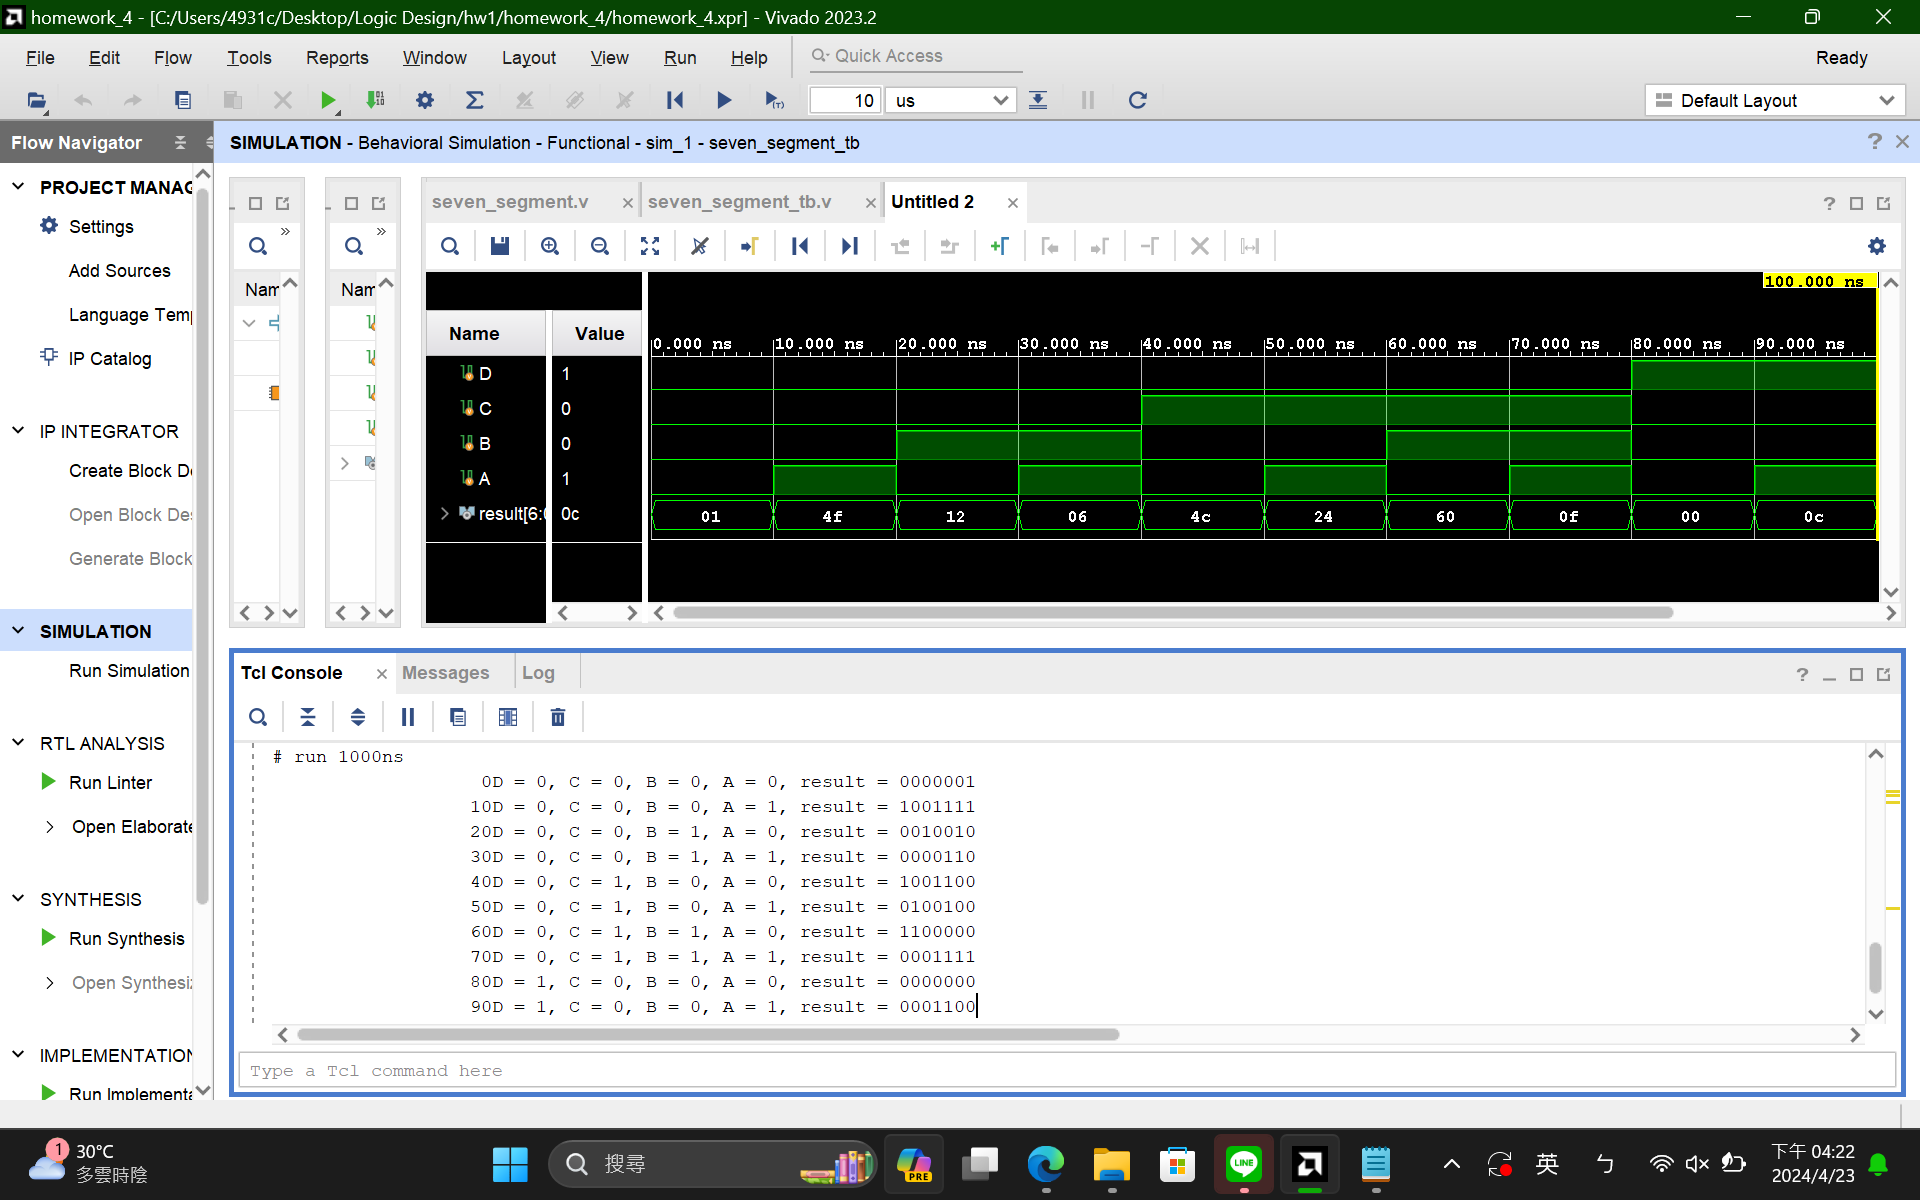 homework_4 - [C:/Users/4931c/Desktop/Logic Design/hw1/homework_4/homework_4.xpr] - Vivado 2023.2
File Edit Flow Tools Reports Window Layout View Run Help Quick Access Ready
10 us Default Layout
Flow Navigator
SIMULATION - Behavioral Simulation - Functional - sim_1 - seven_segment_tb
PROJECT MANAG
Settings
Add Sources
Language Temp
IP Catalog
IP INTEGRATOR
Create Block De
Open Block Des
Generate Block
SIMULATION
Run Simulation
RTL ANALYSIS
Run Linter
Open Elaborate
SYNTHESIS
Run Synthesis
Open Synthesiz
IMPLEMENTATION
Run Implementa
Nam
Nam
seven_segment.v seven_segment_tb.v Untitled 2
100.000 ns
Name Value
0.000 ns 10.000 ns 20.000 ns 30.000 ns 40.000 ns 50.000 ns 60.000 ns 70.000 ns 80.000 ns 90.000 ns
D 1
C 0
B 0
A 1
result[6:0 0c 01 4f 12 06 4c 24 60 0f 00 0c
Tcl Console Messages Log
# run 1000ns
0D = 0, C = 0, B = 0, A = 0, result = 0000001
10D = 0, C = 0, B = 0, A = 1, result = 1001111
20D = 0, C = 0, B = 1, A = 0, result = 0010010
30D = 0, C = 0, B = 1, A = 1, result = 0000110
40D = 0, C = 1, B = 0, A = 0, result = 1001100
50D = 0, C = 1, B = 0, A = 1, result = 0100100
60D = 0, C = 1, B = 1, A = 0, result = 1100000
70D = 0, C = 1, B = 1, A = 1, result = 0001111
80D = 1, C = 0, B = 0, A = 0, result = 0000000
90D = 1, C = 0, B = 0, A = 1, result = 0001100
Type a Tcl command here
1
30°C
多雲時陰
搜尋
PRE
LINE
英
ㄅ
下午 04:22
2024/4/23